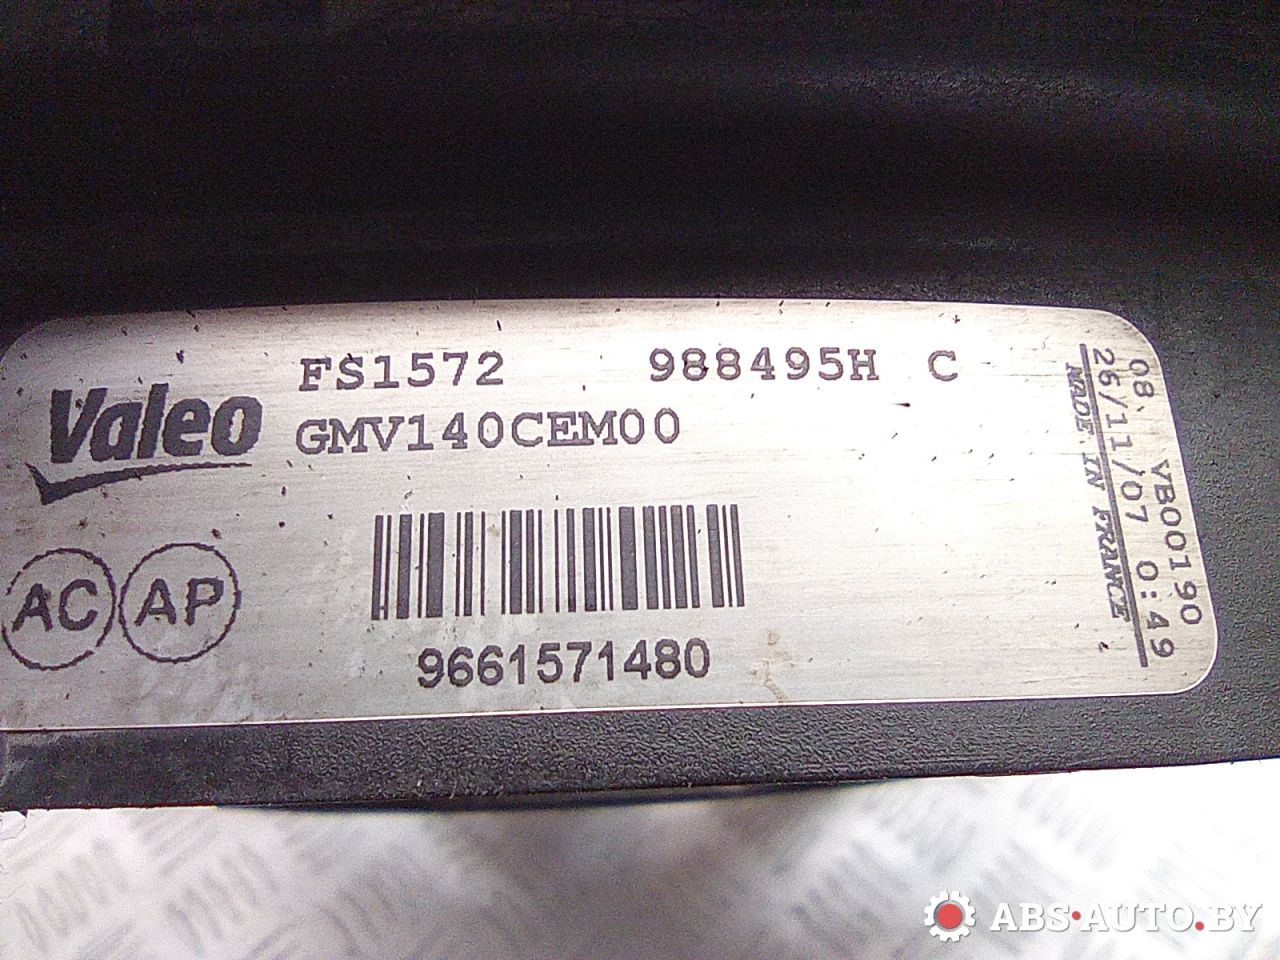 FS1572 988495H C
Valeo GMV140CEM00
AC AP
9661571480
08 VB000190
26/11/07 0:49
MADE IN FRANCE
ABS-AUTO.BY